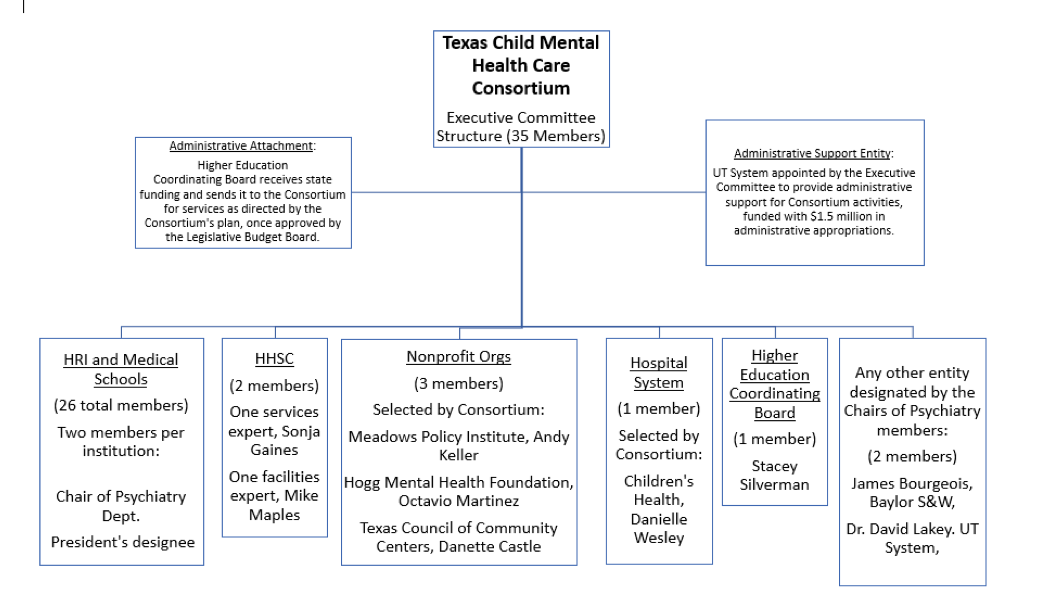 Texas Child Mental
Health Care
Consortium
Executive Committee
Structure (35 Members)
Administrative Attachment:
Higher Education
Coordinating Board receives state
funding and sends it to the Consortium
for services as directed by the
Consortium's plan, once approved by
the Legislative Budget Board.
Administrative Support Entity:
UT System appointed by the Executive
Committee to provide administrative
support for Consortium activities,
funded with $1.5 million in
administrative appropriations.
HRI and Medical
Schools
(26 total members)
Two members per
institution:
Chair of Psychiatry
Dept.
President's designee
HHSC
(2 members)
One services
expert, Sonja
Gaines
One facilities
expert, Mike
Maples
Nonprofit Orgs
(3 members)
Selected by Consortium:
Meadows Policy Institute, Andy
Keller
Hogg Mental Health Foundation,
Octavio Martinez
Texas Council of Community
Centers, Danette Castle
Hospital
System
(1 member)
Selected by
Consortium:
Children's
Health,
Danielle
Wesley
Higher
Education
Coordinating
Board
(1 member)
Stacey
Silverman
Any other entity
designated by the
Chairs of Psychiatry
members:
(2 members)
James Bourgeois,
Baylor S&W,
Dr. David Lakey. UT
System,